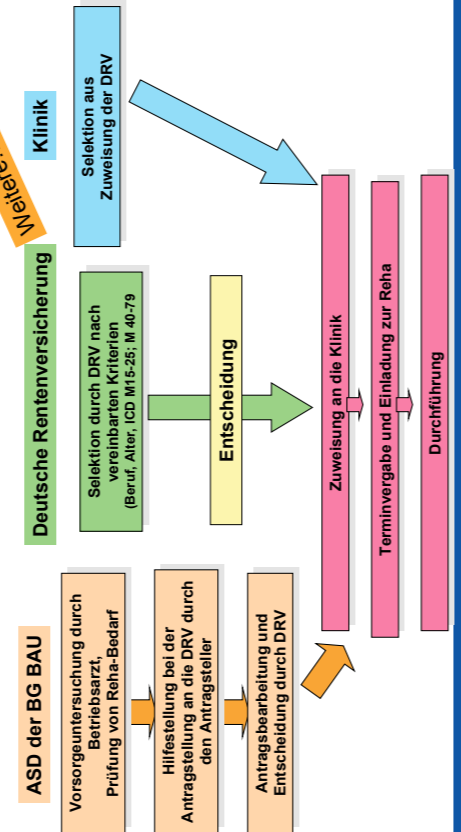 Weitere
ASD der BG BAU
Vorsorgeuntersuchung durch
Betriebsarzt,
Prüfung von Reha-Bedarf
Hilfestellung bei der
Antragstellung an die DRV durch
den Antragsteller
Antragsbearbeitung und
Entscheidung durch DRV
Deutsche Rentenversicherung
Selektion durch DRV nach
vereinbarten Kriterien
(Beruf, Alter, ICD M15-25; M 40-79
Entscheidung
Klinik
Selektion aus
Zuweisung der DRV
Zuweisung an die Klinik
Terminvergabe und Einladung zur Reha
Durchführung